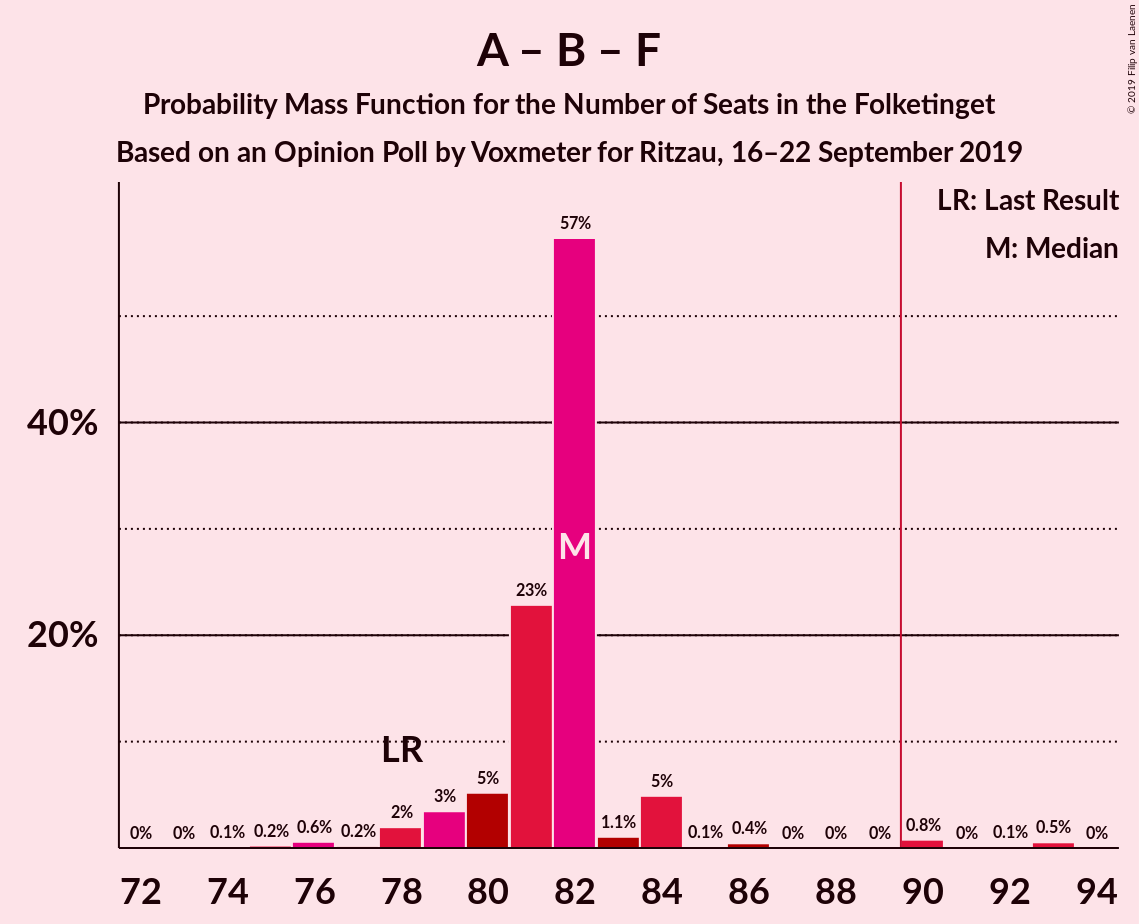 A – B – F
Probability Mass Function for the Number of Seats in the Folketinget
Based on an Opinion Poll by Voxmeter for Ritzau, 16–22 September 2019
© 2019 Filip van Laenen
LR: Last Result
M: Median
57%
40%
M
23%
20%
LR
0% 0% 0.1% 0.2% 0.6% 0.2% 2% 3% 5% 1.1% 5% 0.1% 0.4% 0% 0% 0% 0.8% 0% 0.1% 0.5% 0%
72 74 76 78 80 82 84 86 88 90 92 94